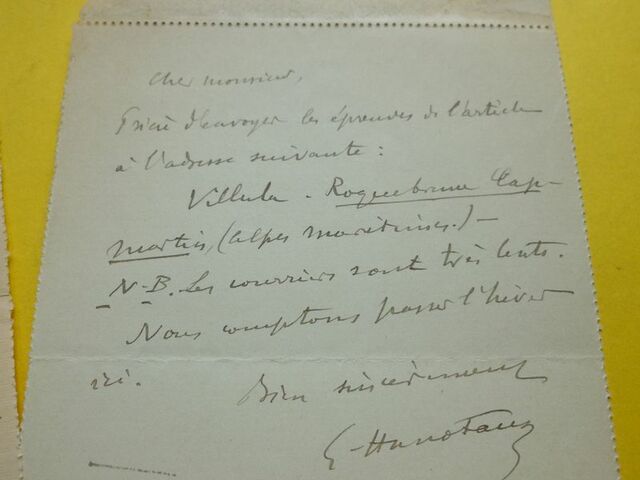 Cher monsieur,
Prière d'envoyer les épreuves de l'article
à l'adresse suivante :
Villula - Roquebrune Cap-
Martin, (Alpes maritimes.) -
N-B. Les courriers sont très lents.
Nous comptons passer l'hiver
ici.
Bien sincèrement
G Hanotaux